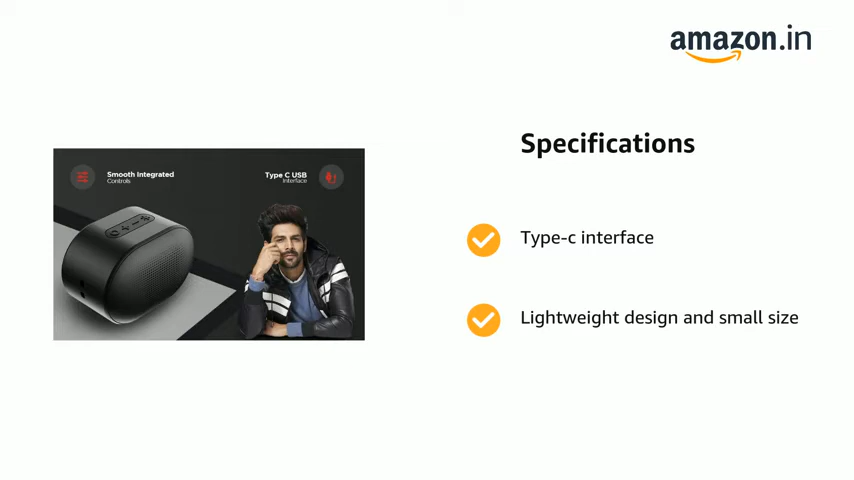 amazon.in
Specifications
Smooth Integrated
Controls
Type C USB
Interface
Type-c interface
Lightweight design and small size